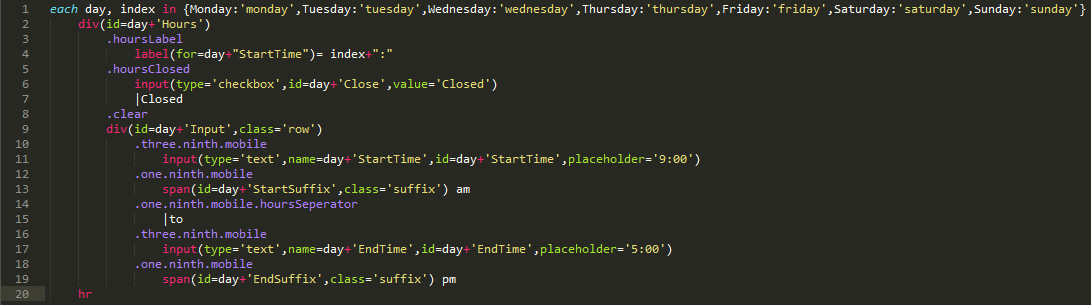 1 each day, index in {Monday:'monday',Tuesday:'tuesday',Wednesday:'wednesday',Thursday:'thursday',Friday:'friday',Saturday:'saturday',Sunday:'sunday'}
2     div(id=day+'Hours')
3         .hoursLabel
4             label(for=day+"StartTime")= index+":"
5         .hoursClosed
6             input(type='checkbox',id=day+'Close',value='Closed')
7             |Closed
8         .clear
9         div(id=day+'Input',class='row')
10             .three.ninth.mobile
11                 input(type='text',name=day+'StartTime',id=day+'StartTime',placeholder='9:00')
12             .one.ninth.mobile
13                 span(id=day+'StartSuffix',class='suffix') am
14             .one.ninth.mobile.hoursSeperator
15                 |to
16             .three.ninth.mobile
17                 input(type='text',name=day+'EndTime',id=day+'EndTime',placeholder='5:00')
18             .one.ninth.mobile
19                 span(id=day+'EndSuffix',class='suffix') pm
20     hr